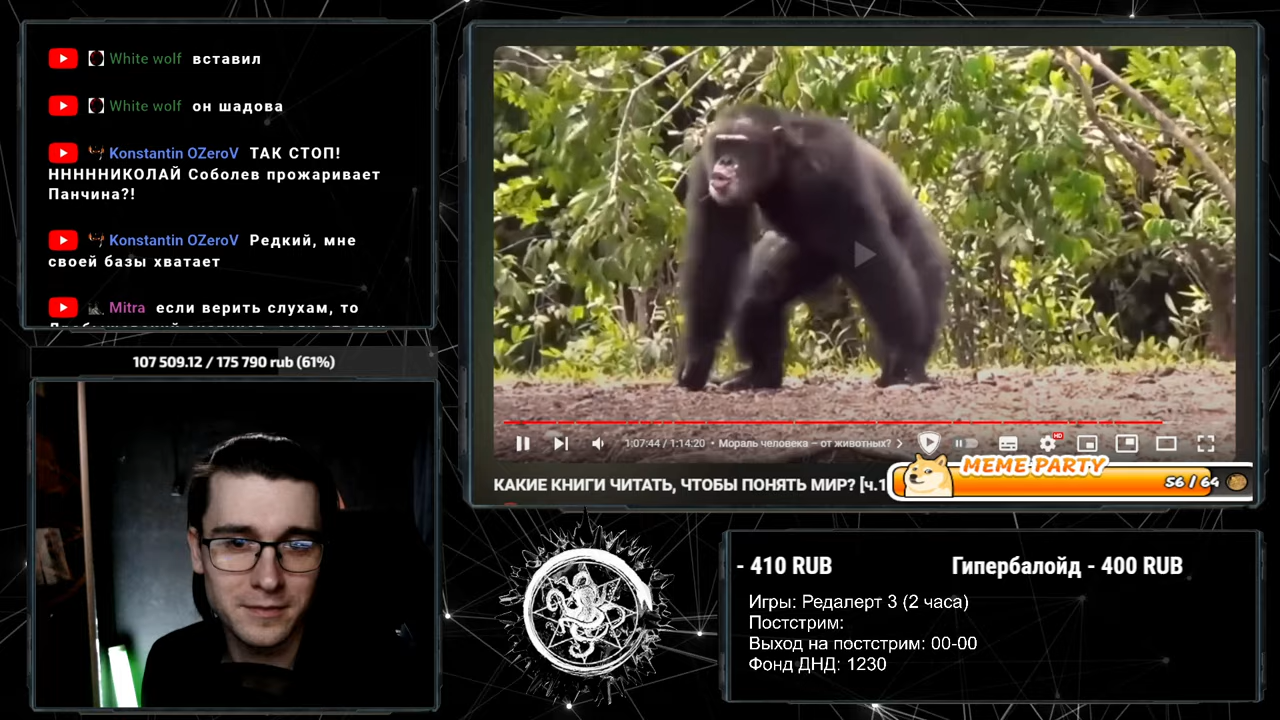 White wolf вставил
White wolf он шадова
Konstantin OZeroV ТАК СТОП!
НННННИКОЛАЙ Соболев прожаривает
Панчина?!
Konstantin OZeroV Редкий, мне
своей базы хватает
Mitra если верить слухам, то
107 509.12 / 175 790 rub (61%)
1:07:44 / 1:14:20 • Мораль человека – от животных?
HD
КАКИЕ КНИГИ ЧИТАТЬ, ЧТОБЫ ПОНЯТЬ МИР? [ч.1
MEME PARTY
56 / 64
- 410 RUB Гипербалойд - 400 RUB
Игры: Редалерт 3 (2 часа)
Постстрим:
Выход на постстрим: 00-00
Фонд ДНД: 1230